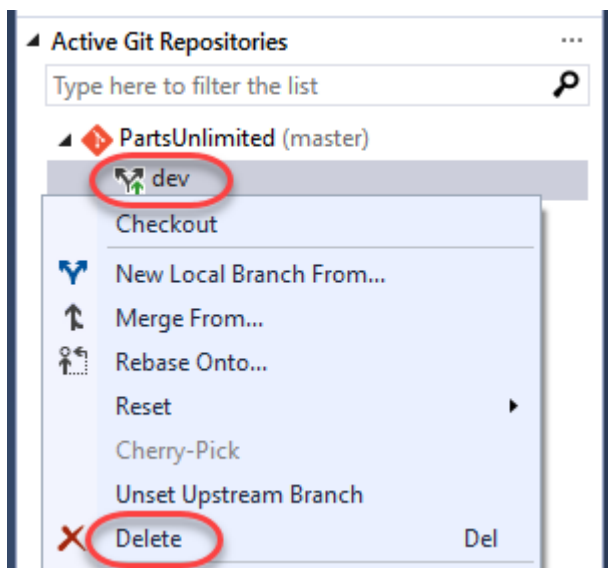 Active Git Repositories ...
Type here to filter the list
PartsUnlimited (master)
dev
Checkout
New Local Branch From...
Merge From...
Rebase Onto...
Reset
Cherry-Pick
Unset Upstream Branch
Delete Del